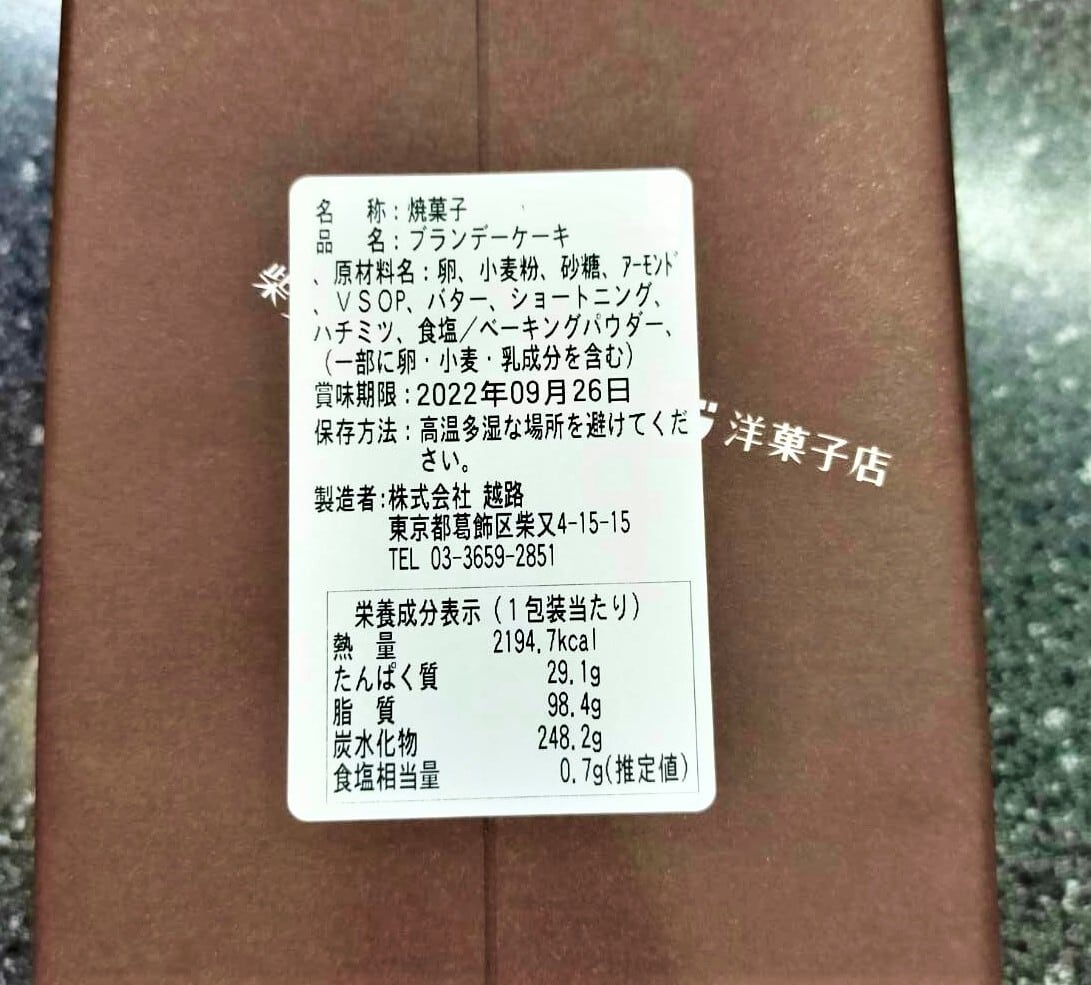 名　称：焼菓子
品　名：ブランデーケーキ
、原材料名：卵、小麦粉、砂糖、ｱｰﾓﾝﾄﾞ
、ＶＳＯＰ、バター、ショートニング、
ハチミツ、食塩／ベーキングパウダー、
（一部に卵・小麦・乳成分を含む）
賞味期限：2022年09月26日
保存方法：高温多湿な場所を避けてくだ
さい。
製造者:株式会社 越路
東京都葛飾区柴又4-15-15
TEL 03-3659-2851
栄養成分表示（１包装当たり）
熱　量 2194.7kcal
たんぱく質 29.1g
脂　質 98.4g
炭水化物 248.2g
食塩相当量 0.7g(推定値)
柴
洋菓子店